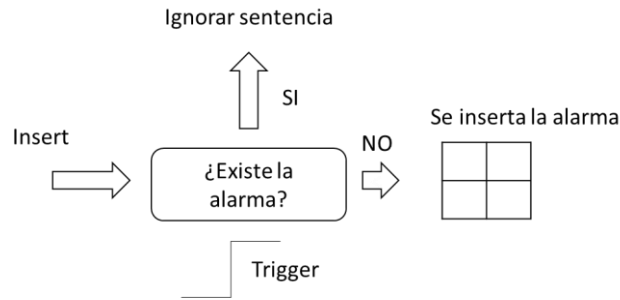 Ignorar sentencia
SI
Insert
¿Existe la
alarma?
NO
Se inserta la alarma
Trigger